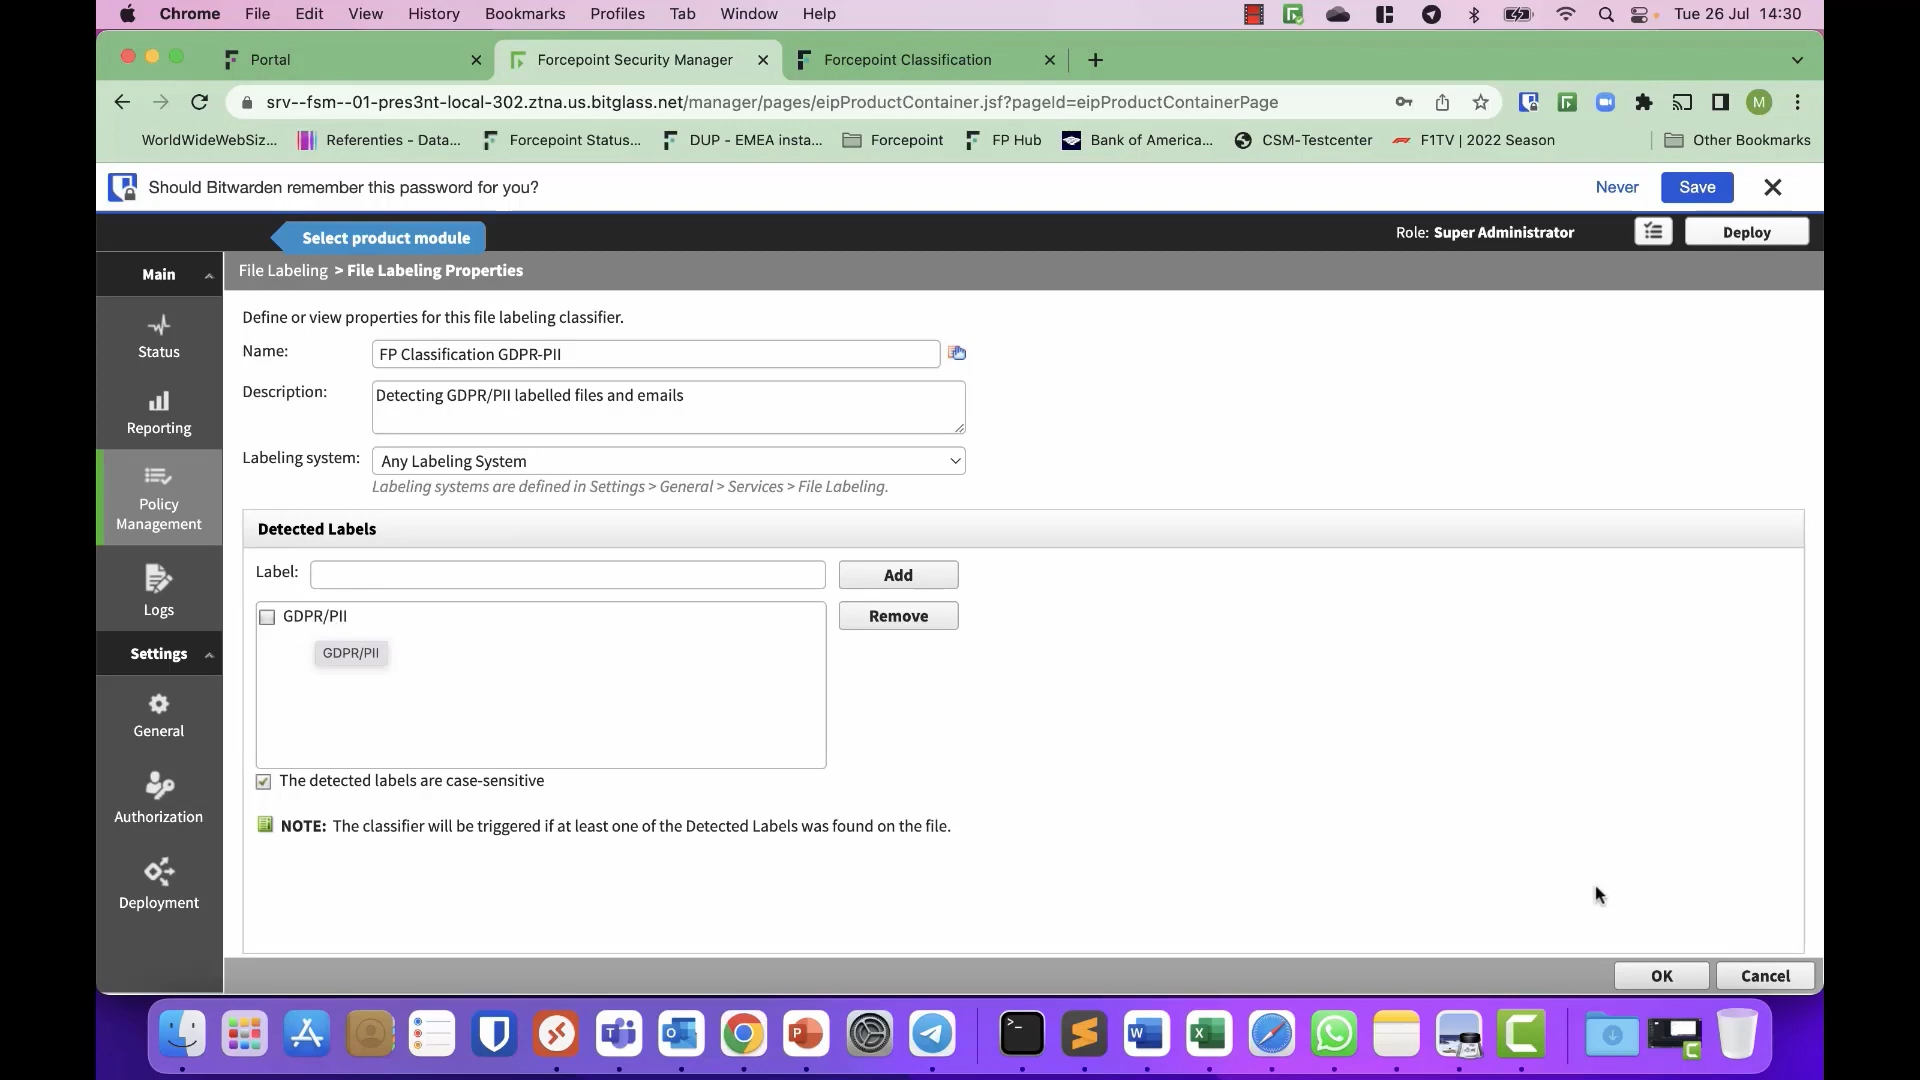 Chrome File Edit View History Bookmarks Profiles Tab Window Help Tue 26 Jul 14:30
Portal Forcepoint Security Manager Forcepoint Classification
srv--fsm--01-pres3nt-local-302.ztna.us.bitglass.net/manager/pages/eipProductContainer.jsf?pageId=eipProductContainerPage M
WorldWideWebSiz... Referenties - Data... Forcepoint Status... DUP - EMEA insta... Forcepoint FP Hub Bank of America... CSM-Testcenter F1TV | 2022 Season Other Bookmarks
Should Bitwarden remember this password for you? Never Save
Select product module Role: Super Administrator Deploy
Main File Labeling > File Labeling Properties
Status
Reporting
Policy
Management
Logs
Settings
General
Authorization
Deployment
Define or view properties for this file labeling classifier.
Name: FP Classification GDPR-PII
Description: Detecting GDPR/PII labelled files and emails
Labeling system: Any Labeling System
Labeling systems are defined in Settings > General > Services > File Labeling.
Detected Labels
Label: Add
GDPR/PII Remove
GDPR/PII
The detected labels are case-sensitive
NOTE: The classifier will be triggered if at least one of the Detected Labels was found on the file.
OK Cancel